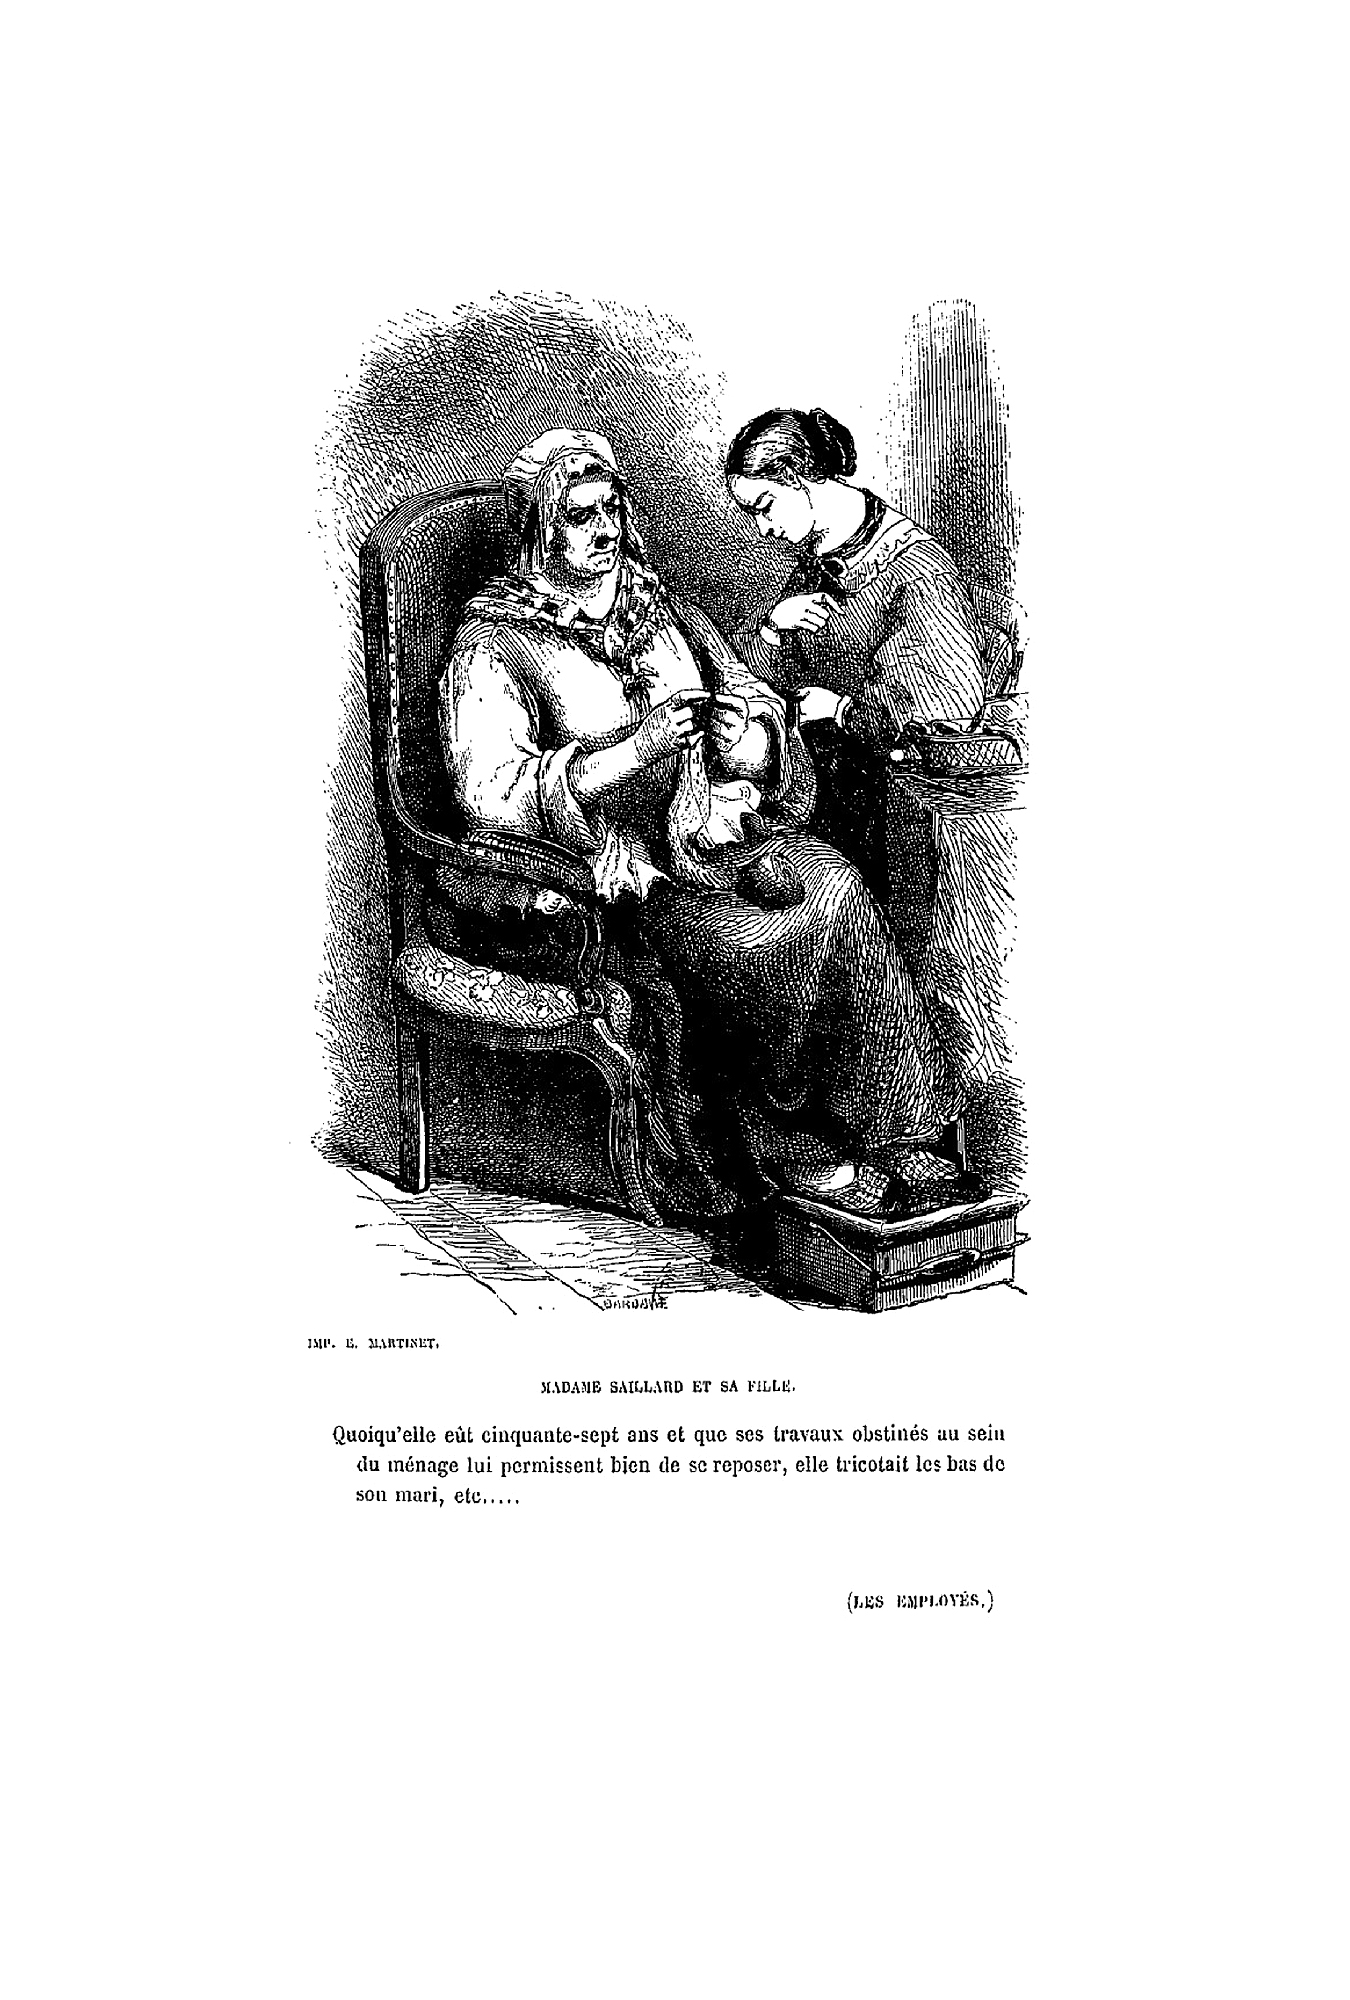 IMP. E. MARTINET.
MADAME SAILLARD ET SA FILLE.
Quoiqu'elle eût cinquante-sept ans et que ses travaux obstinés au sein
du ménage lui permissent bien de se reposer, elle tricotait les bas de
son mari, etc.....
(LES EMPLOYÉS.)